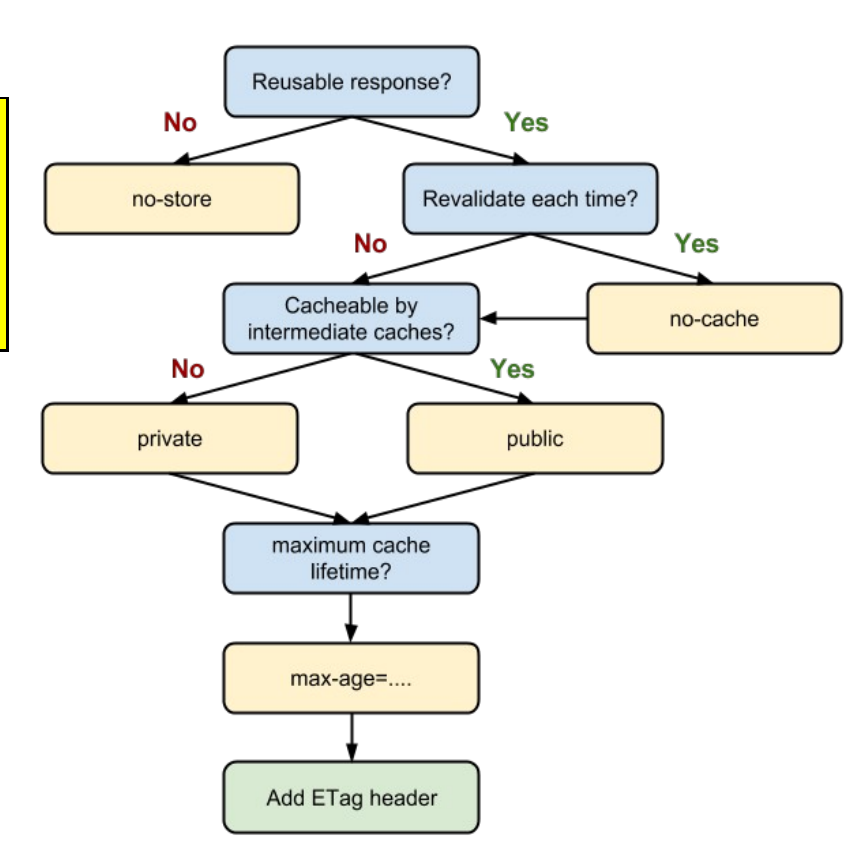 Reusable response?
No
Yes
no-store
Revalidate each time?
No
Yes
Cacheable by
intermediate caches?
no-cache
No
Yes
private
public
maximum cache
lifetime?
max-age=....
Add ETag header